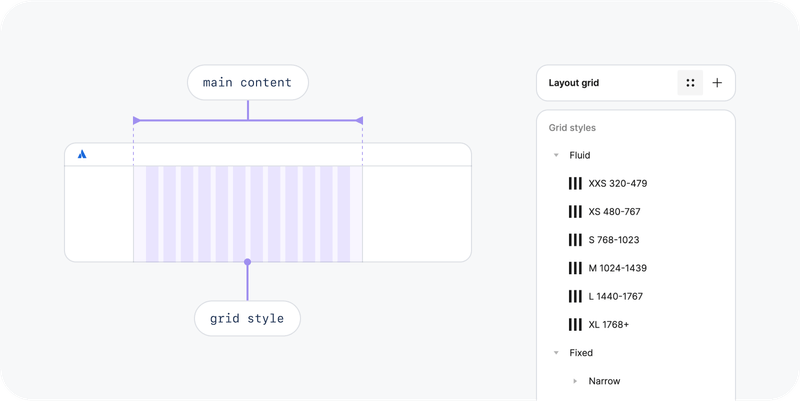 main content
grid style
Layout grid
Grid styles
Fluid
XXS 320-479
XS 480-767
S 768-1023
M 1024-1439
L 1440-1767
XL 1768+
Fixed
Narrow